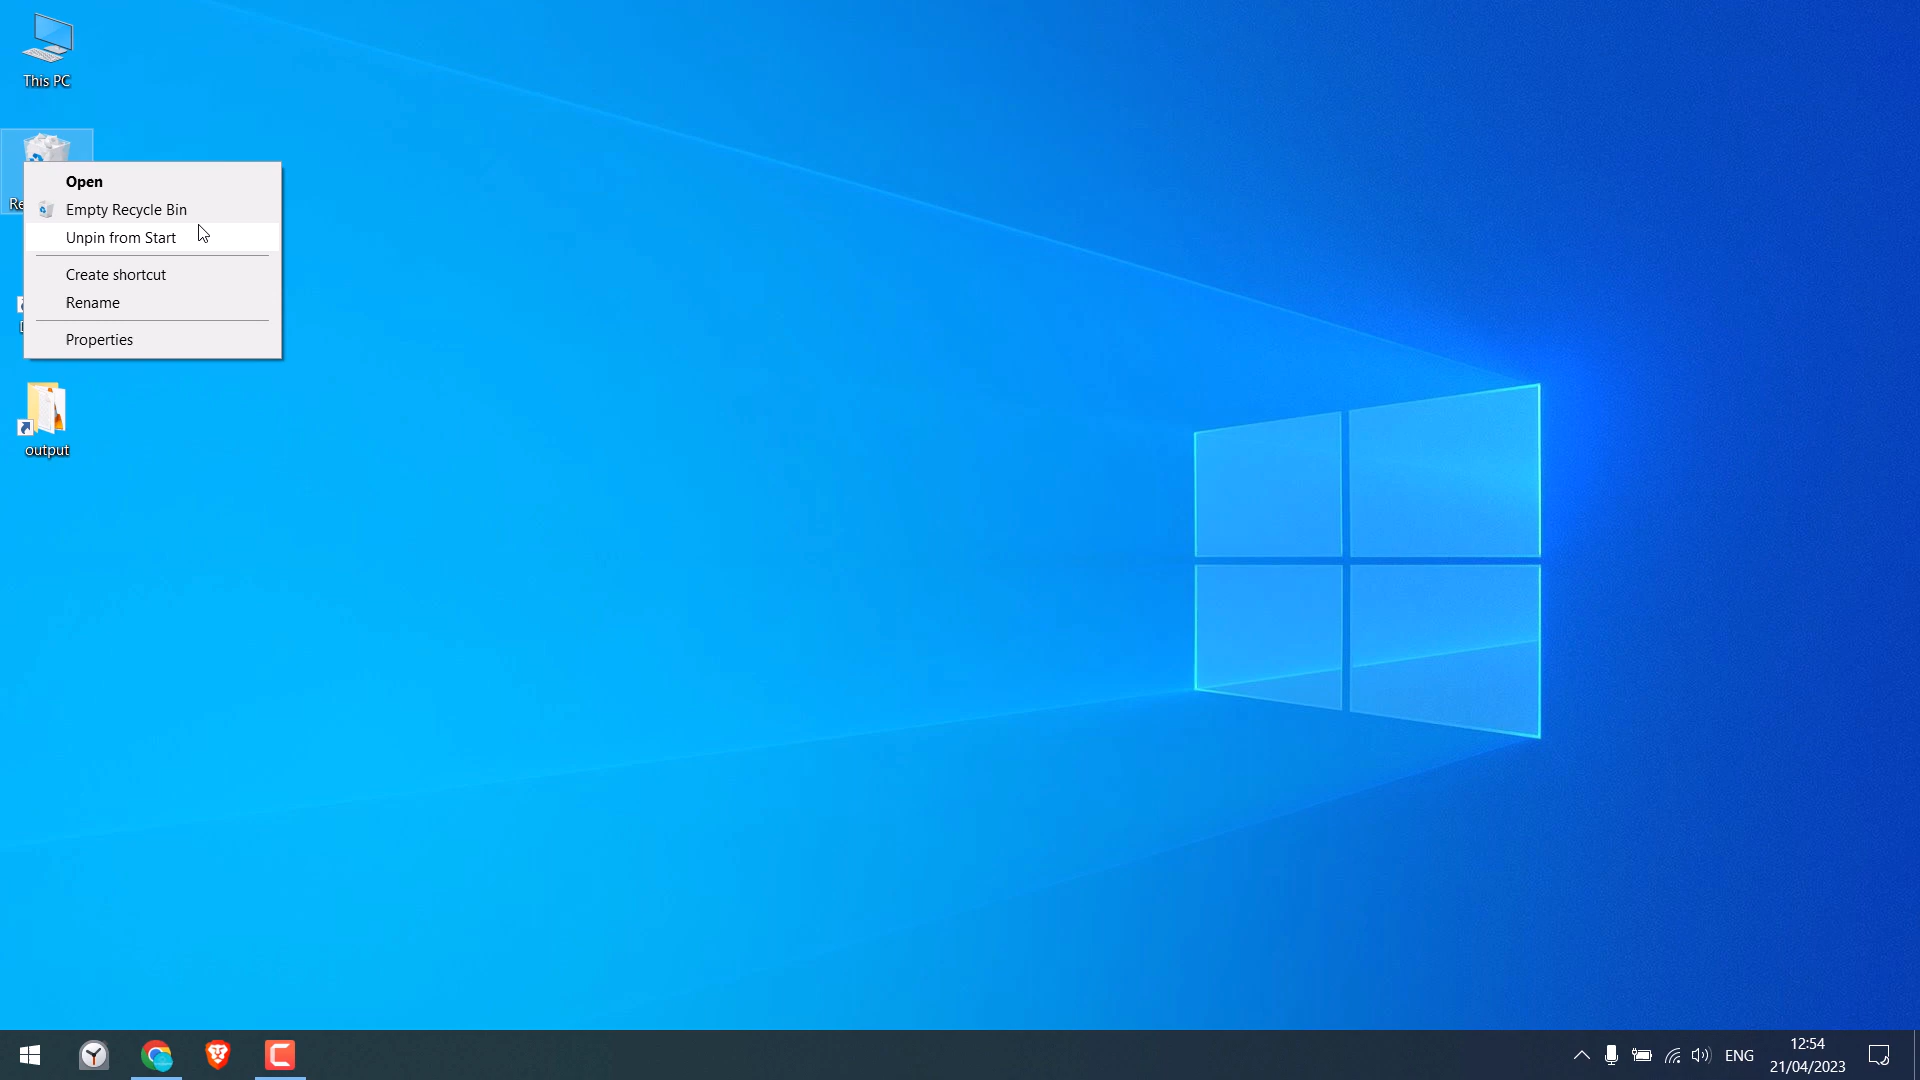 This PC
Re
Open
Empty Recycle Bin
Unpin from Start
Create shortcut
Rename
Properties
output
ENG
12:54
21/04/2023